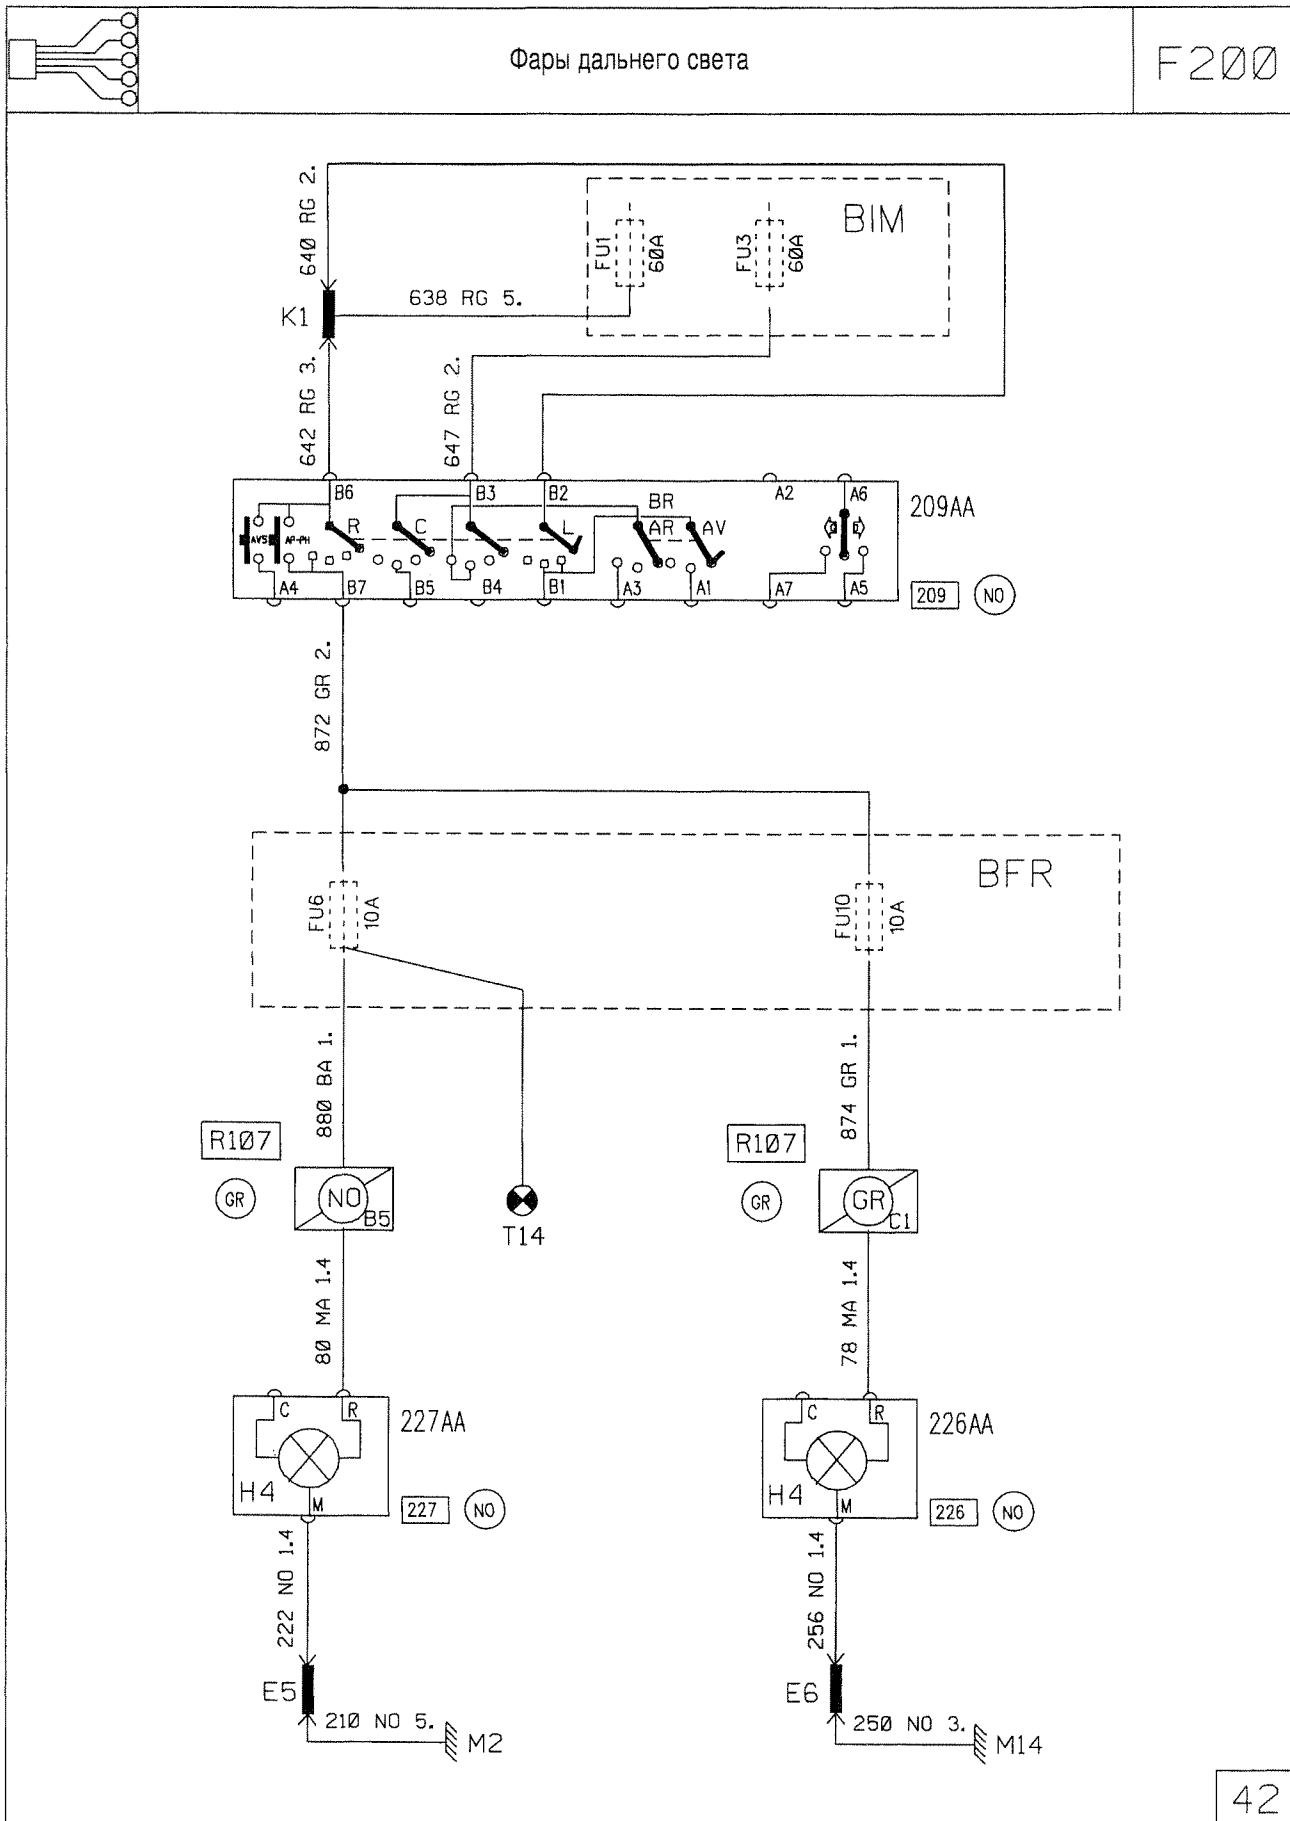 Фары дальнего света
F200
640 RG 2.
BIM
FU1
60A
FU3
60A
638 RG 5.
K1
642 RG 3.
647 RG 2.
B6
B3
B2
A2
A6
209AA
BR
AVS
AP-PH
R
C
L
AR
AV
A4
B7
B5
B4
B1
A3
A1
A7
A5
209
NO
872 GR 2.
BFR
FU6
10A
FU10
10A
880 BA 1.
874 GR 1.
R107
R107
GR
NO
B5
GR
GR
C1
T14
80 MA 1.4
78 MA 1.4
C
R
227AA
C
R
226AA
H4
M
227
NO
H4
M
226
NO
222 NO 1.4
256 NO 1.4
E5
E6
210 NO 5.
M2
250 NO 3.
M14
42